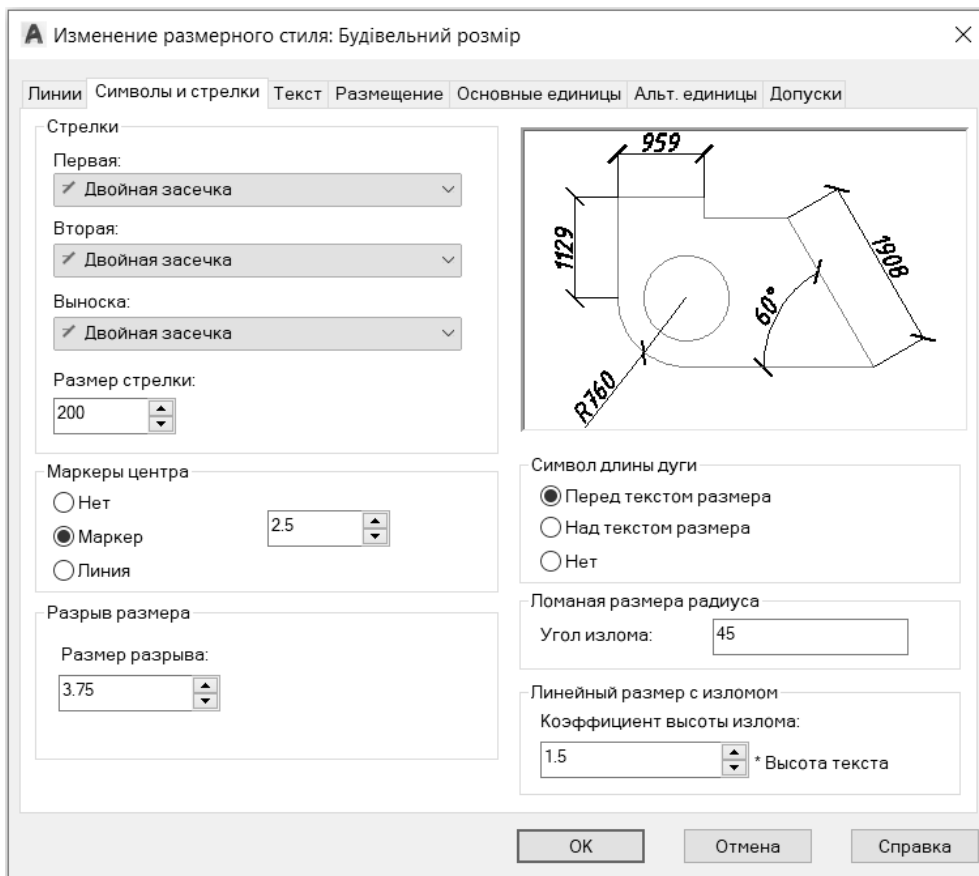 Изменение размерного стиля: Будівельний розмір
Линии Символы и стрелки Текст Размещение Основные единицы Альт. единицы Допуски
Стрелки
Первая:
Двойная засечка
Вторая:
Двойная засечка
Выноска:
Двойная засечка
Размер стрелки:
200
Маркеры центра
Нет
Маркер
2.5
Линия
Разрыв размера
Размер разрыва:
3.75
959
1129
1908
60°
R760
Символ длины дуги
Перед текстом размера
Над текстом размера
Нет
Ломаная размера радиуса
Угол излома: 45
Линейный размер с изломом
Коэффициент высоты излома:
1.5 * Высота текста
OK Отмена Справка